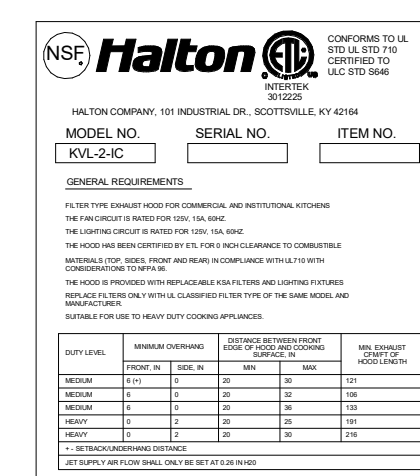 NSF Halton ETL CONFORMS TO UL
STD UL STD 710
CERTIFIED TO
ULC STD S646
INTERTEK
3012225
HALTON COMPANY, 101 INDUSTRIAL DR., SCOTTSVILLE, KY 42164
MODEL NO. SERIAL NO. ITEM NO.
KVL-2-IC
GENERAL REQUIREMENTS
FILTER TYPE EXHAUST HOOD FOR COMMERCIAL AND INSTITUTIONAL KITCHENS
THE FAN CIRCUIT IS RATED FOR 125V, 15A, 60HZ.
THE LIGHTING CIRCUIT IS RATED FOR 125V, 15A, 60HZ.
THE HOOD HAS BEEN CERTIFIED BY ETL FOR 0 INCH CLEARANCE TO COMBUSTIBLE
MATERIALS (TOP, SIDES, FRONT AND REAR) IN COMPLIANCE WITH UL710 WITH
CONSIDERATIONS TO NFPA 96.
THE HOOD IS PROVIDED WITH REPLACEABLE KSA FILTERS AND LIGHTING FIXTURES
REPLACE FILTERS ONLY WITH UL CLASSIFIED FILTER TYPE OF THE SAME MODEL AND
MANUFACTURER.
SUITABLE FOR USE TO HEAVY DUTY COOKING APPLIANCES.
DUTY LEVEL MINIMUM OVERHANG DISTANCE BETWEEN FRONT
EDGE OF HOOD AND COOKING
SURFACE, IN MIN. EXHAUST
CFM/FT OF
HOOD LENGTH
FRONT, IN SIDE, IN MIN MAX
MEDIUM 6 (+) 0 20 30 121
MEDIUM 6 0 20 32 106
MEDIUM 6 0 20 36 133
HEAVY 0 2 20 25 191
HEAVY 0 2 20 30 216
+ - SETBACK/UNDERHANG DISTANCE
JET SUPPLY AIR FLOW SHALL ONLY BE SET AT 0.26 IN H20